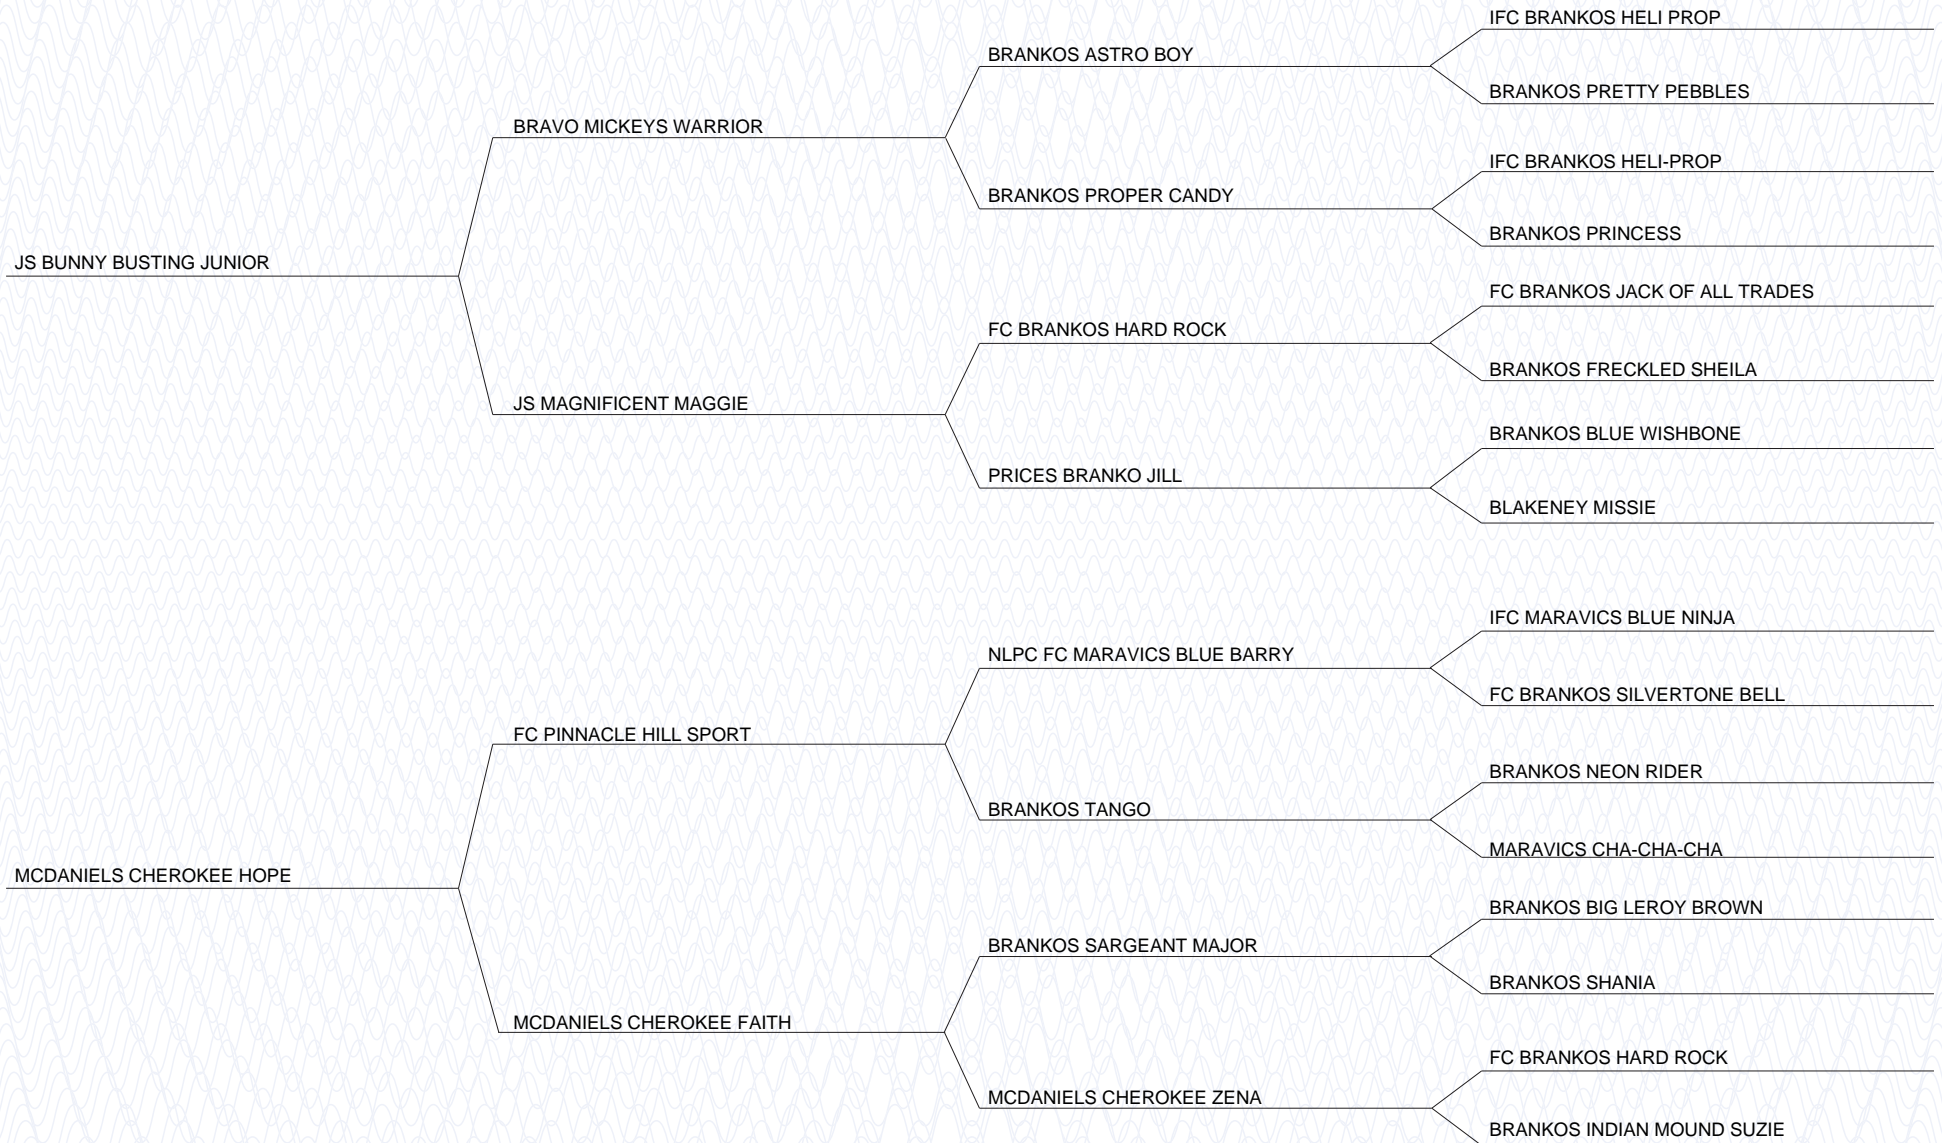 IFC BRANKOS HELI PROP
BRANKOS ASTRO BOY
BRANKOS PRETTY PEBBLES
BRAVO MICKEYS WARRIOR
IFC BRANKOS HELI-PROP
BRANKOS PROPER CANDY
BRANKOS PRINCESS
JS BUNNY BUSTING JUNIOR
FC BRANKOS JACK OF ALL TRADES
FC BRANKOS HARD ROCK
BRANKOS FRECKLED SHEILA
JS MAGNIFICENT MAGGIE
BRANKOS BLUE WISHBONE
PRICES BRANKO JILL
BLAKENEY MISSIE
IFC MARAVICS BLUE NINJA
NLPC FC MARAVICS BLUE BARRY
FC BRANKOS SILVERTONE BELL
FC PINNACLE HILL SPORT
BRANKOS NEON RIDER
BRANKOS TANGO
MARAVICS CHA-CHA-CHA
MCDANIELS CHEROKEE HOPE
BRANKOS BIG LEROY BROWN
BRANKOS SARGEANT MAJOR
BRANKOS SHANIA
MCDANIELS CHEROKEE FAITH
FC BRANKOS HARD ROCK
MCDANIELS CHEROKEE ZENA
BRANKOS INDIAN MOUND SUZIE